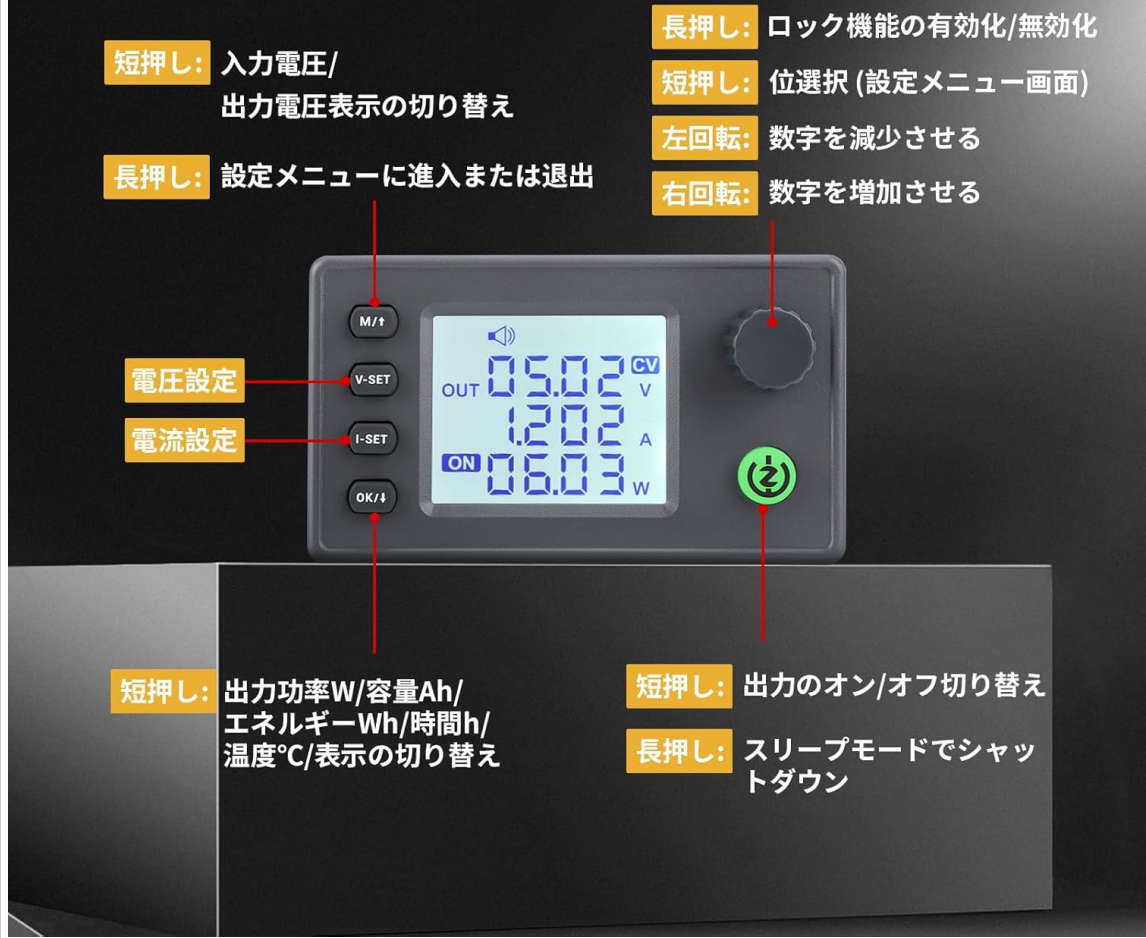 短押し: 入力電圧/
出力電圧表示の切り替え
長押し: 設定メニューに進入または退出
長押し: ロック機能の有効化/無効化
短押し: 位選択 (設定メニュー画面)
左回転: 数字を減少させる
右回転: 数字を増加させる
M/↑
電圧設定
V-SET
電流設定
I-SET
OK/↓
OUT 05.02 CV V
1.202 A
ON 06.03 W
短押し: 出力功率W/容量Ah/
エネルギーWh/時間h/
温度℃/表示の切り替え
短押し: 出力のオン/オフ切り替え
長押し: スリープモードでシャッ
トダウン